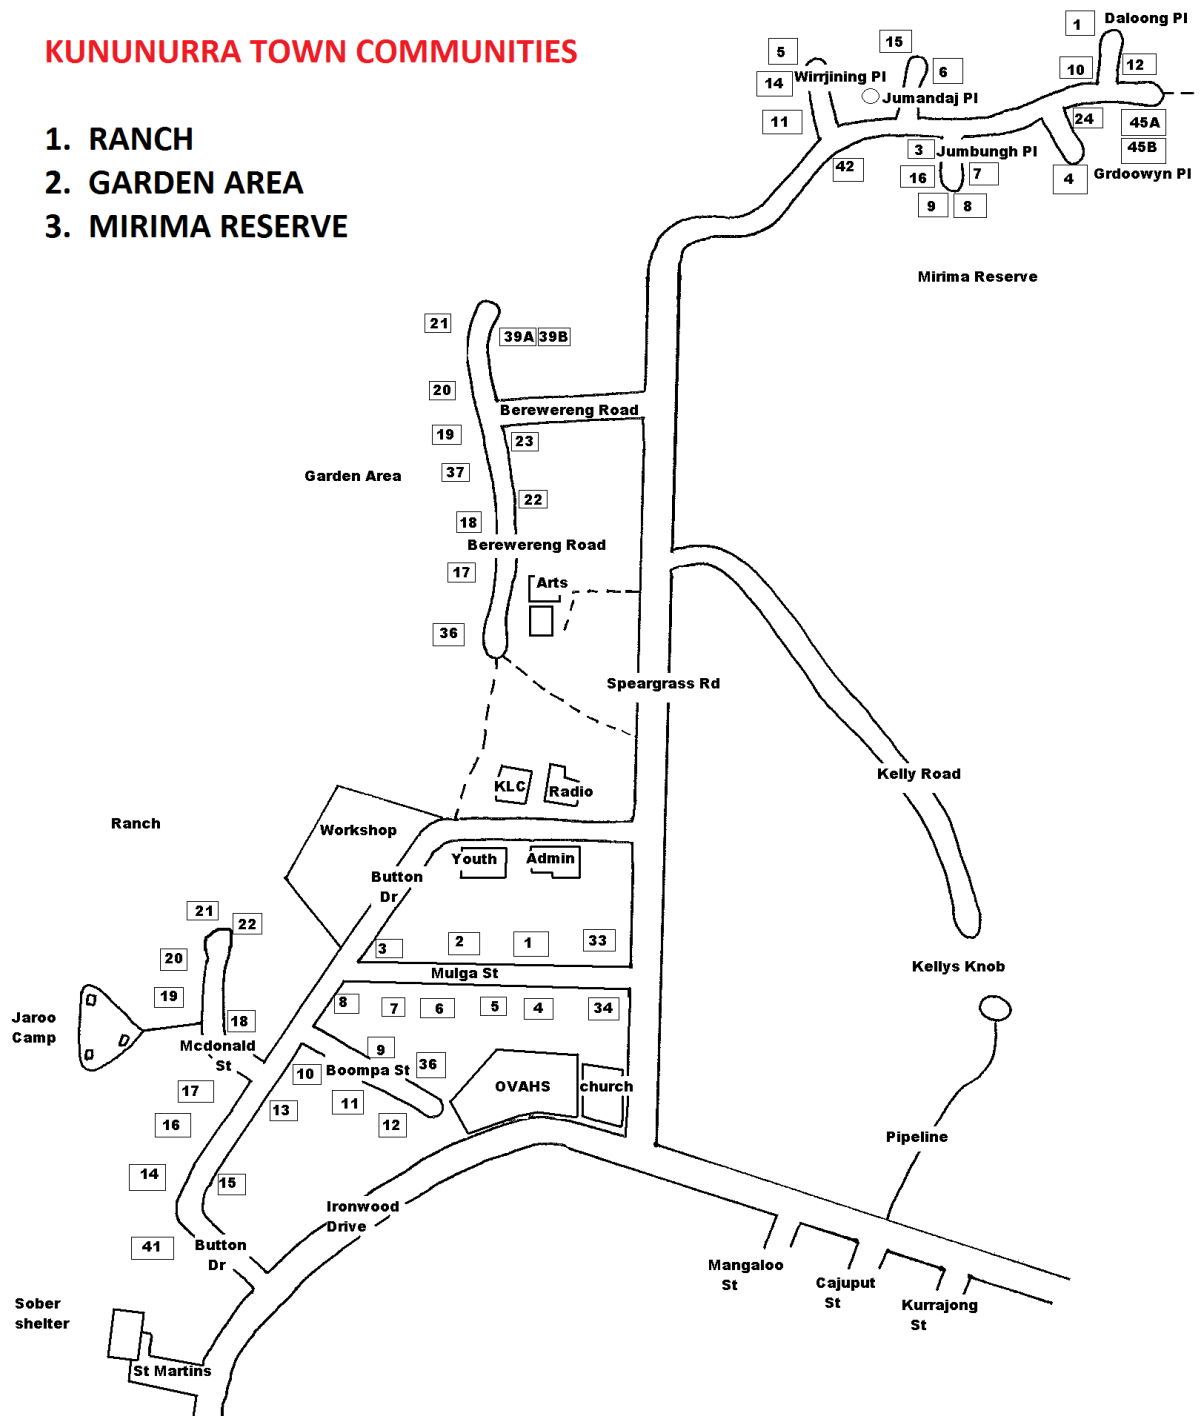 KUNUNURRA TOWN COMMUNITIES
1. RANCH
2. GARDEN AREA
3. MIRIMA RESERVE
1
Daloong Pl
5
15
14
Wirrjining Pl
6
10
12
Jumandaj Pl
11
24
45A
3
Jumbungh Pl
45B
42
16
7
4
Grdoowyn Pl
9
8
Mirima Reserve
21
39A
39B
20
Berewereng Road
19
23
Garden Area
37
22
18
Berewereng Road
17
Arts
36
Speargrass Rd
Kelly Road
KLC
Radio
Ranch
Workshop
Youth
Admin
Button
Dr
21
22
3
2
1
33
20
Mulga St
Kellys Knob
19
8
7
6
5
4
34
Jaroo
Camp
18
Mcdonald
St
9
36
10
Boompa St
OVAHS
church
17
13
11
12
16
Pipeline
14
15
Ironwood
Drive
41
Button
Dr
Mangaloo
St
Cajuput
St
Kurrajong
St
Sober
shelter
St Martins